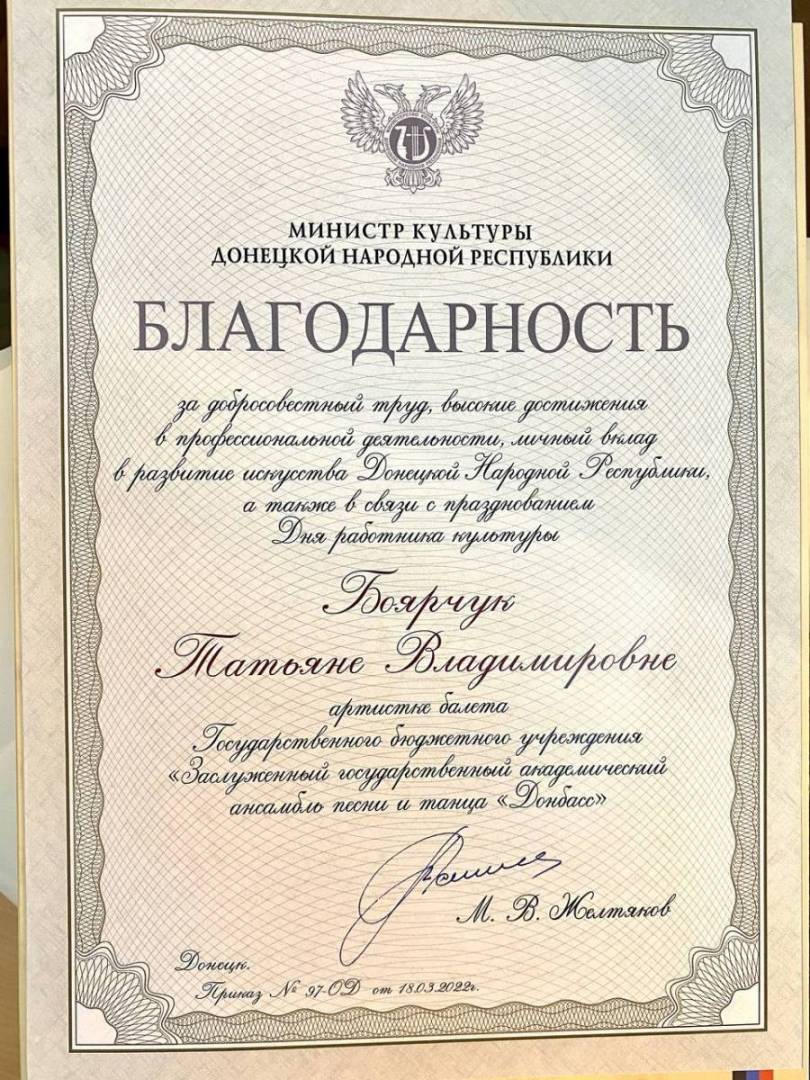 МИНИСТР КУЛЬТУРЫ
ДОНЕЦКОЙ НАРОДНОЙ РЕСПУБЛИКИ
БЛАГОДАРНОСТЬ
за добросовестный труд, высокие достижения
в профессиональной деятельности, личный вклад
в развитие искусства Донецкой Народной Республики,
а также в связи с празднованием
Дня работника культуры
Боярчук
Татьяне Владимировне
артистке балета
Государственного бюджетного учреждения
«Заслуженный государственный академический
ансамбль песни и танца «Донбасс»
М. В. Желтяков
Донецк.
Приказ № 97-ОД от 18.03.2022г.